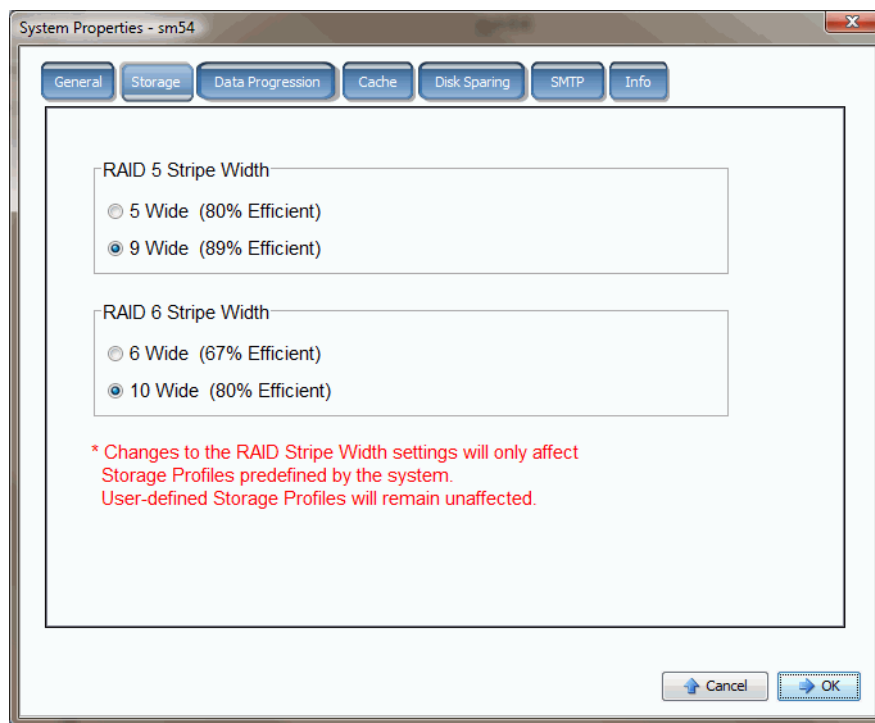 System Properties - sm54
General Storage Data Progression Cache Disk Sparing SMTP Info
RAID 5 Stripe Width
5 Wide (80% Efficient)
9 Wide (89% Efficient)
RAID 6 Stripe Width
6 Wide (67% Efficient)
10 Wide (80% Efficient)
* Changes to the RAID Stripe Width settings will only affect
Storage Profiles predefined by the system.
User-defined Storage Profiles will remain unaffected.
Cancel OK